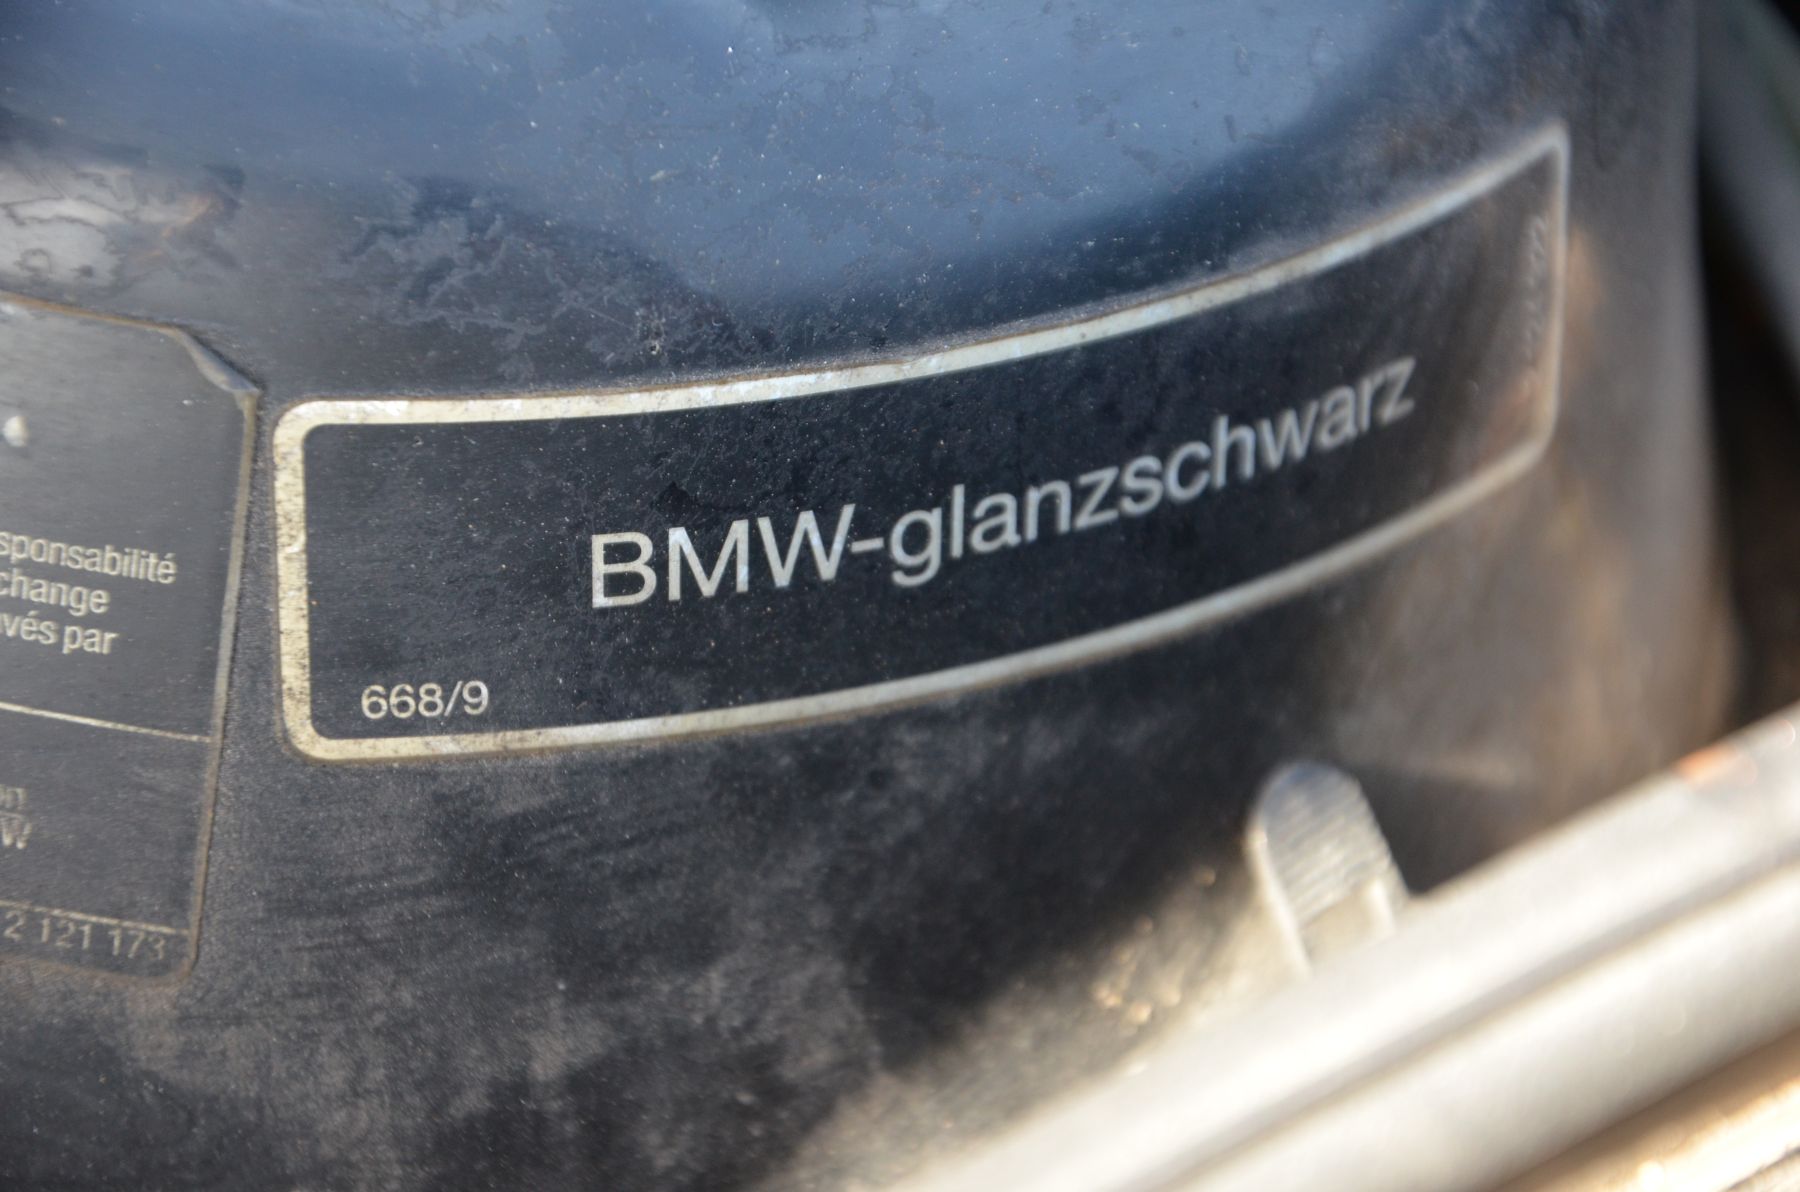 sponsabilité
change
vés par
W
2 121 173
BMW-glanzschwarz
668/9